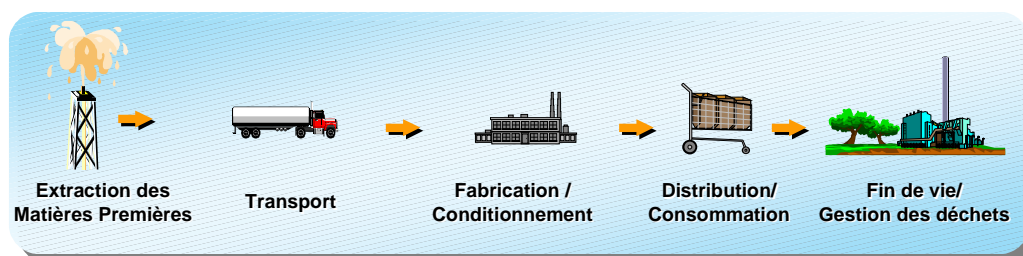 Extraction des
Matières Premières
Transport
Fabrication /
Conditionnement
Distribution/
Consommation
Fin de vie/
Gestion des déchets